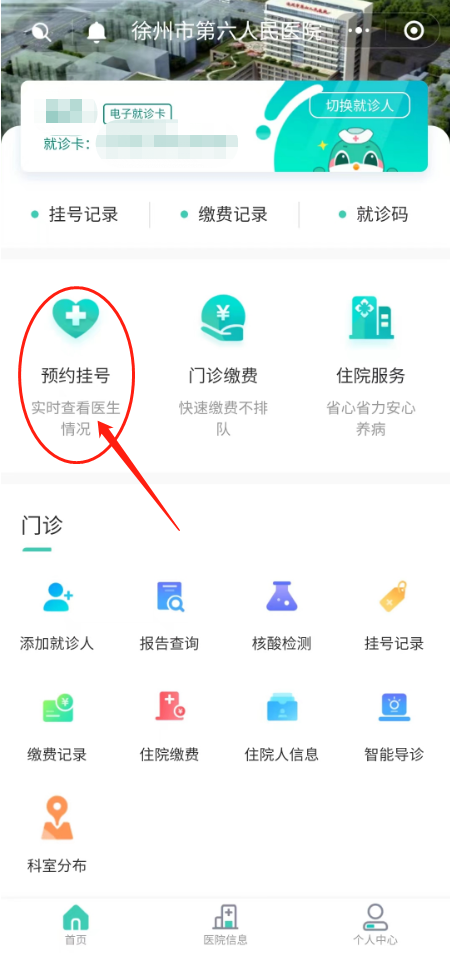 徐州市第六人民医院
电子就诊卡
切换就诊人
就诊卡:
挂号记录 缴费记录 就诊码
预约挂号 门诊缴费 住院服务
实时查看医生 快速缴费不排 省心省力安心
情况 队 养病
门诊
添加就诊人 报告查询 核酸检测 挂号记录
缴费记录 住院缴费 住院人信息 智能导诊
科室分布
首页 医院信息 个人中心